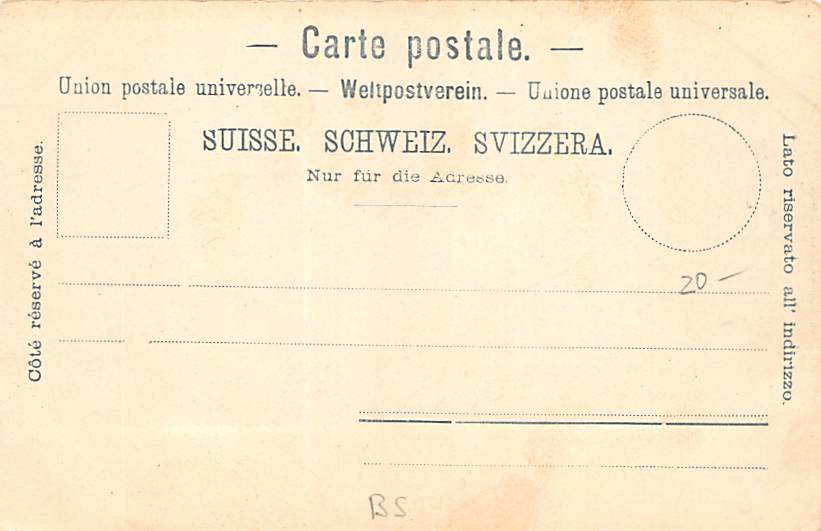 — Carte postale. —
Union postale universelle. — Weltpostverein. — Unione postale universale.
SUISSE. SCHWEIZ. SVIZZERA.
Nur für die Adresse.
Côté réservé à l'adresse.
Lato riservato all' indirizzo.
20 —
BS